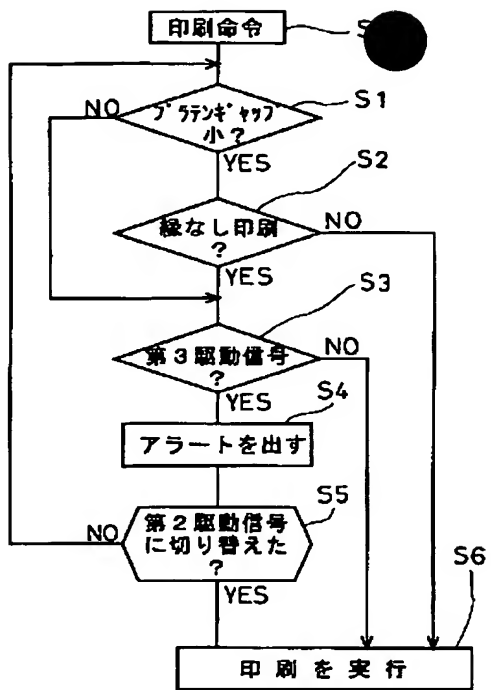 印刷命令
S
NO
プラテンギャップ
小?
S1
YES
S2
縁なし印刷
?
NO
YES
S3
第3駆動信号
?
NO
YES
S4
アラートを出す
S5
NO
第2駆動信号
に切り替えた
?
YES
S6
印刷を実行